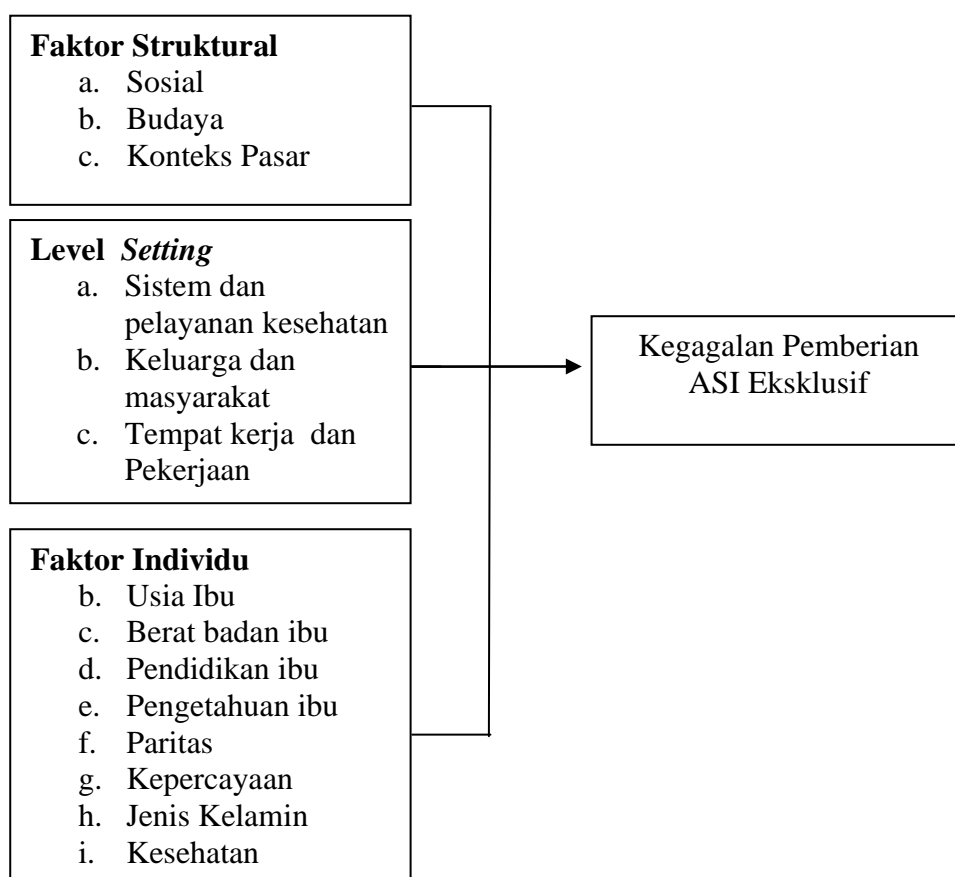 Faktor Struktural
a. Sosial
b. Budaya
c. Konteks Pasar
Level Setting
a. Sistem dan
pelayanan kesehatan
b. Keluarga dan
masyarakat
c. Tempat kerja dan
Pekerjaan
Kegagalan Pemberian
ASI Eksklusif
Faktor Individu
b. Usia Ibu
c. Berat badan ibu
d. Pendidikan ibu
e. Pengetahuan ibu
f. Paritas
g. Kepercayaan
h. Jenis Kelamin
i. Kesehatan